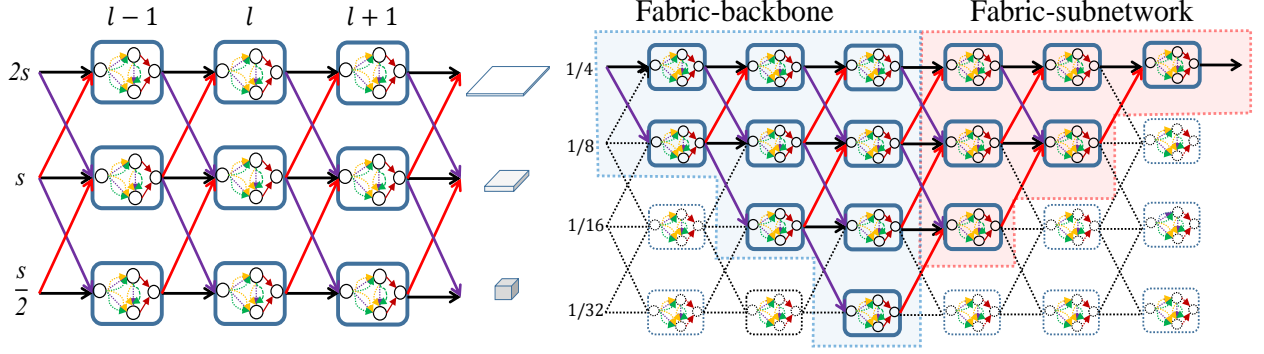 l − 1
l
l + 1
2s
s
s
2
Fabric-backbone
Fabric-subnetwork
1/4
1/8
1/16
1/32